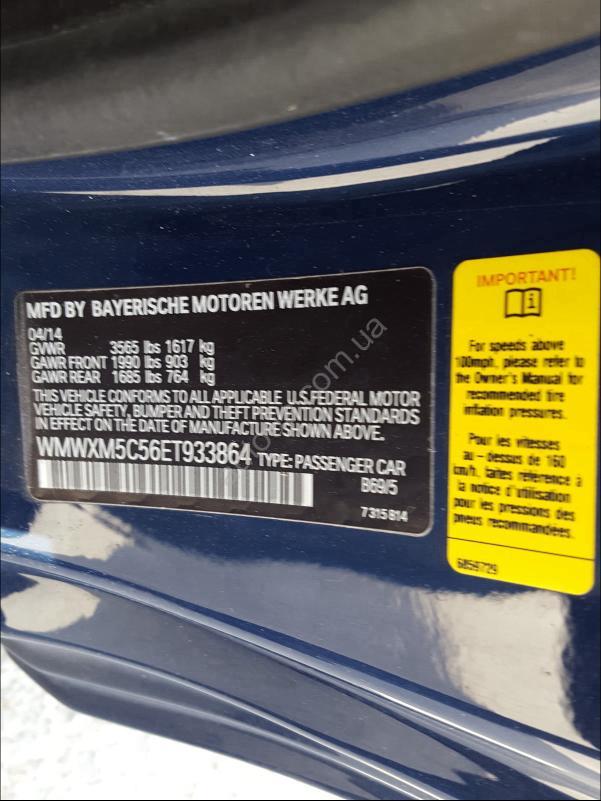 MFD BY BAYERISCHE MOTOREN WERKE AG
04/14
GVWR 3565 lbs 1617 kg
GAWR FRONT 1990 lbs 903 kg
GAWR REAR 1685 lbs 764 kg
THIS VEHICLE CONFORMS TO ALL APPLICABLE U.S.FEDERAL MOTOR
VEHICLE SAFETY, BUMPER AND THEFT PREVENTION STANDARDS
IN EFFECT ON THE DATE OF MANUFACTURE SHOWN ABOVE.
WMWXM5C56ET933864 TYPE: PASSENGER CAR
B69/5
7315814
IMPORTANT!
For speeds above
100mph, please refer to
the Owner's Manual for
recommended tire
inflation pressures.
Pour les vitesses
au - dessus de 160
km/h, faites référence à
la notice d'utilisation
pour les pressions des
pneus recommandées.
6859729